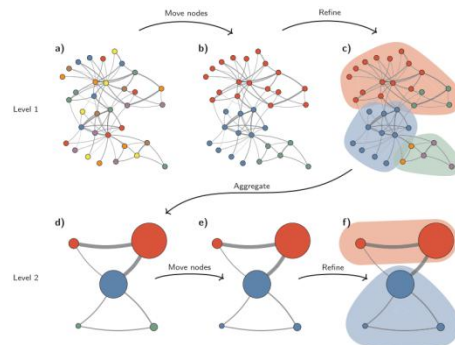 Move nodes
Refine
a)
b)
c)
Level 1
Aggregate
d)
e)
f)
Move nodes
Refine
Level 2